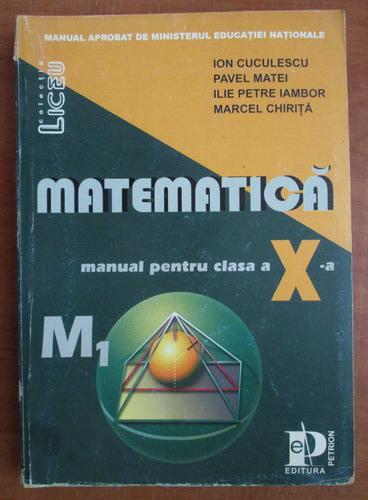 MANUAL APROBAT DE MINISTERUL EDUCAȚIEI NAȚIONALE
colecția
LICEU
ION CUCULESCU
PAVEL MATEI
ILIE PETRE IAMBOR
MARCEL CHIRIȚĂ
MATEMATICĂ
manual pentru clasa a X-a
M1
eP
EDITURA
PETRION